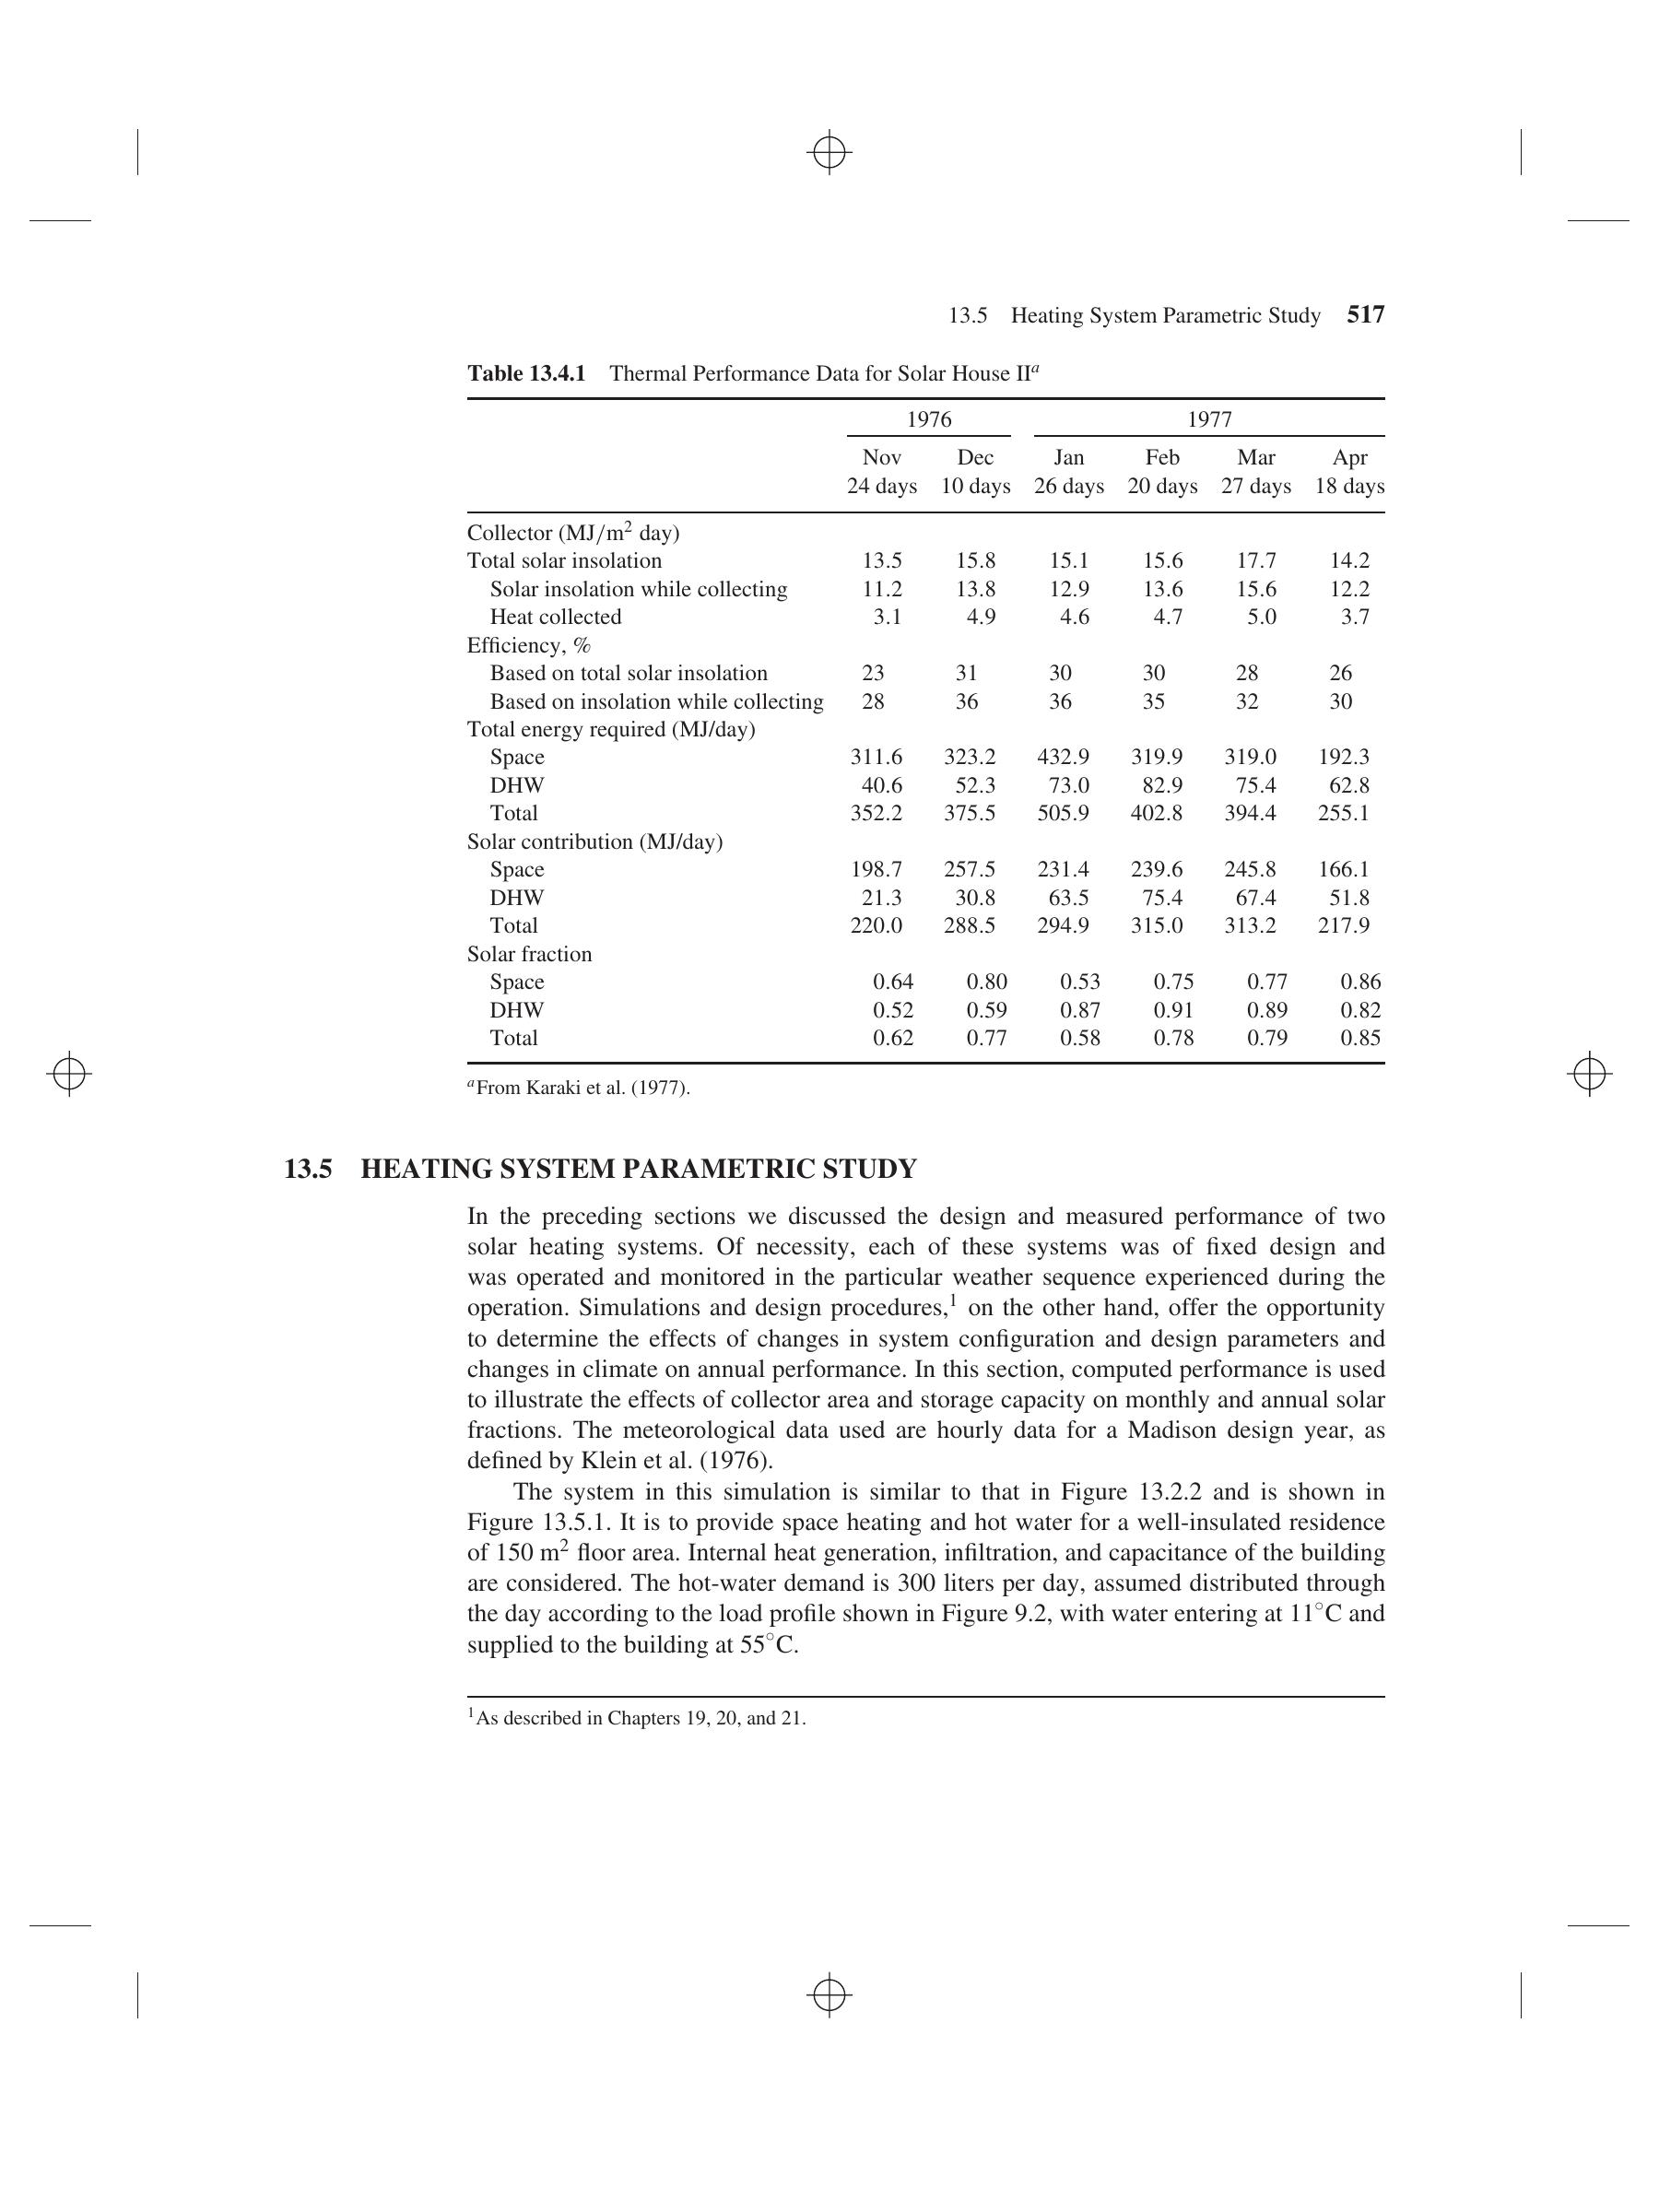 13.5 Heating System Parametric Study 517
Table 13.4.1 Thermal Performance Data for Solar House IIa
1976 1977
Nov Dec Jan Feb Mar Apr
24 days 10 days 26 days 20 days 27 days 18 days
Collector (MJ/m2 day)
Total solar insolation 13.5 15.8 15.1 15.6 17.7 14.2
Solar insolation while collecting 11.2 13.8 12.9 13.6 15.6 12.2
Heat collected 3.1 4.9 4.6 4.7 5.0 3.7
Efficiency, %
Based on total solar insolation 23 31 30 30 28 26
Based on insolation while collecting 28 36 36 35 32 30
Total energy required (MJ/day)
Space 311.6 323.2 432.9 319.9 319.0 192.3
DHW 40.6 52.3 73.0 82.9 75.4 62.8
Total 352.2 375.5 505.9 402.8 394.4 255.1
Solar contribution (MJ/day)
Space 198.7 257.5 231.4 239.6 245.8 166.1
DHW 21.3 30.8 63.5 75.4 67.4 51.8
Total 220.0 288.5 294.9 315.0 313.2 217.9
Solar fraction
Space 0.64 0.80 0.53 0.75 0.77 0.86
DHW 0.52 0.59 0.87 0.91 0.89 0.82
Total 0.62 0.77 0.58 0.78 0.79 0.85
aFrom Karaki et al. (1977).
13.5 HEATING SYSTEM PARAMETRIC STUDY
In the preceding sections we discussed the design and measured performance of two
solar heating systems. Of necessity, each of these systems was of fixed design and
was operated and monitored in the particular weather sequence experienced during the
operation. Simulations and design procedures,1 on the other hand, offer the opportunity
to determine the effects of changes in system configuration and design parameters and
changes in climate on annual performance. In this section, computed performance is used
to illustrate the effects of collector area and storage capacity on monthly and annual solar
fractions. The meteorological data used are hourly data for a Madison design year, as
defined by Klein et al. (1976).
The system in this simulation is similar to that in Figure 13.2.2 and is shown in
Figure 13.5.1. It is to provide space heating and hot water for a well-insulated residence
of 150 m2 floor area. Internal heat generation, infiltration, and capacitance of the building
are considered. The hot-water demand is 300 liters per day, assumed distributed through
the day according to the load profile shown in Figure 9.2, with water entering at 11°C and
supplied to the building at 55°C.
1As described in Chapters 19, 20, and 21.